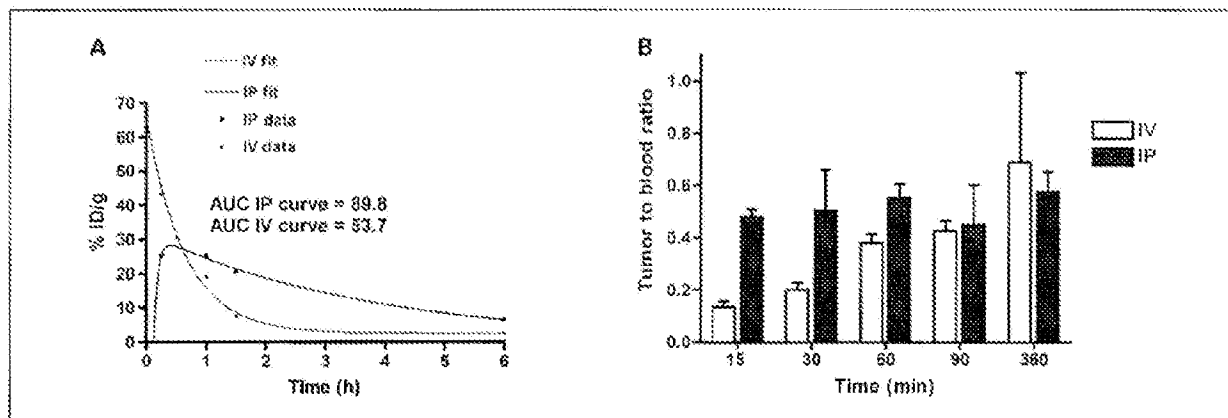 A
IV fit
IP fit
IP data
IV data
70
60
50
40
30
20
10
0
% ID/g
AUC IP curve = 89.8
AUC IV curve = 53.7
0 1 2 3 4 5 6
Time (h)
B
Tumor to blood ratio
1.0
0.8
0.6
0.4
0.2
0.0
15 30 60 90 360
Time (min)
IV
IP